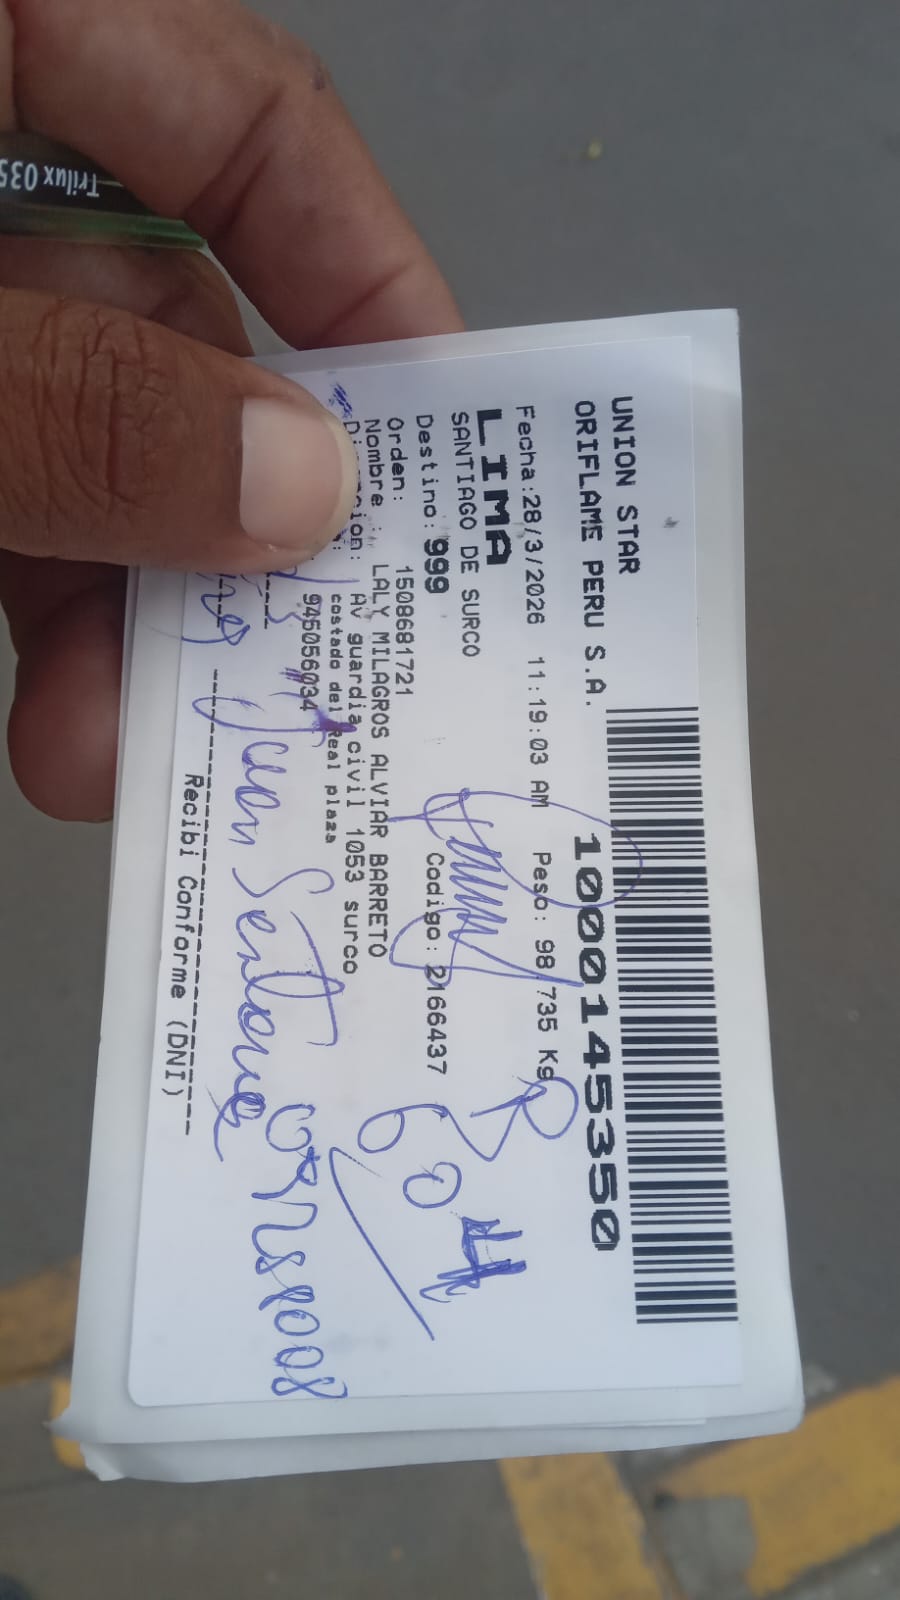 UNION STAR
ORIFLAME PERU S.A.
1000145350
Fecha:28/3/2026 11:19:03 AM Peso: 98.735 Kg
LIMA
SANTIAGO DE SURCO
Destino: 999 Codigo: 2166437
Orden: 1508681721
Nombre : LALY MILAGROS ALVIAR BARRETO
AV guardia civil 1053 surco
costado del Real plaza
945056034
Juan
Recibi Conforme (DNI)
Trilux 035